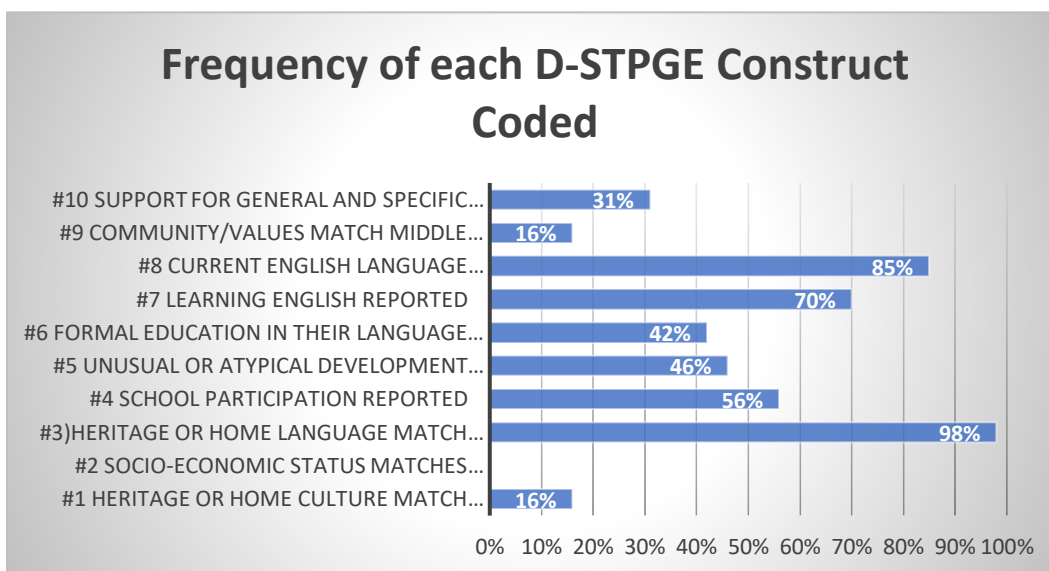 Frequency of each D-STPGE Construct
Coded
#10 SUPPORT FOR GENERAL AND SPECIFIC… 31%
#9 COMMUNITY/VALUES MATCH MIDDLE… 16%
#8 CURRENT ENGLISH LANGUAGE… 85%
#7 LEARNING ENGLISH REPORTED 70%
#6 FORMAL EDUCATION IN THEIR LANGUAGE… 42%
#5 UNUSUAL OR ATYPICAL DEVELOPMENT… 46%
#4 SCHOOL PARTICIPATION REPORTED 56%
#3)HERITAGE OR HOME LANGUAGE MATCH… 98%
#2 SOCIO-ECONOMIC STATUS MATCHES…
#1 HERITAGE OR HOME CULTURE MATCH… 16%
0% 10% 20% 30% 40% 50% 60% 70% 80% 90% 100%